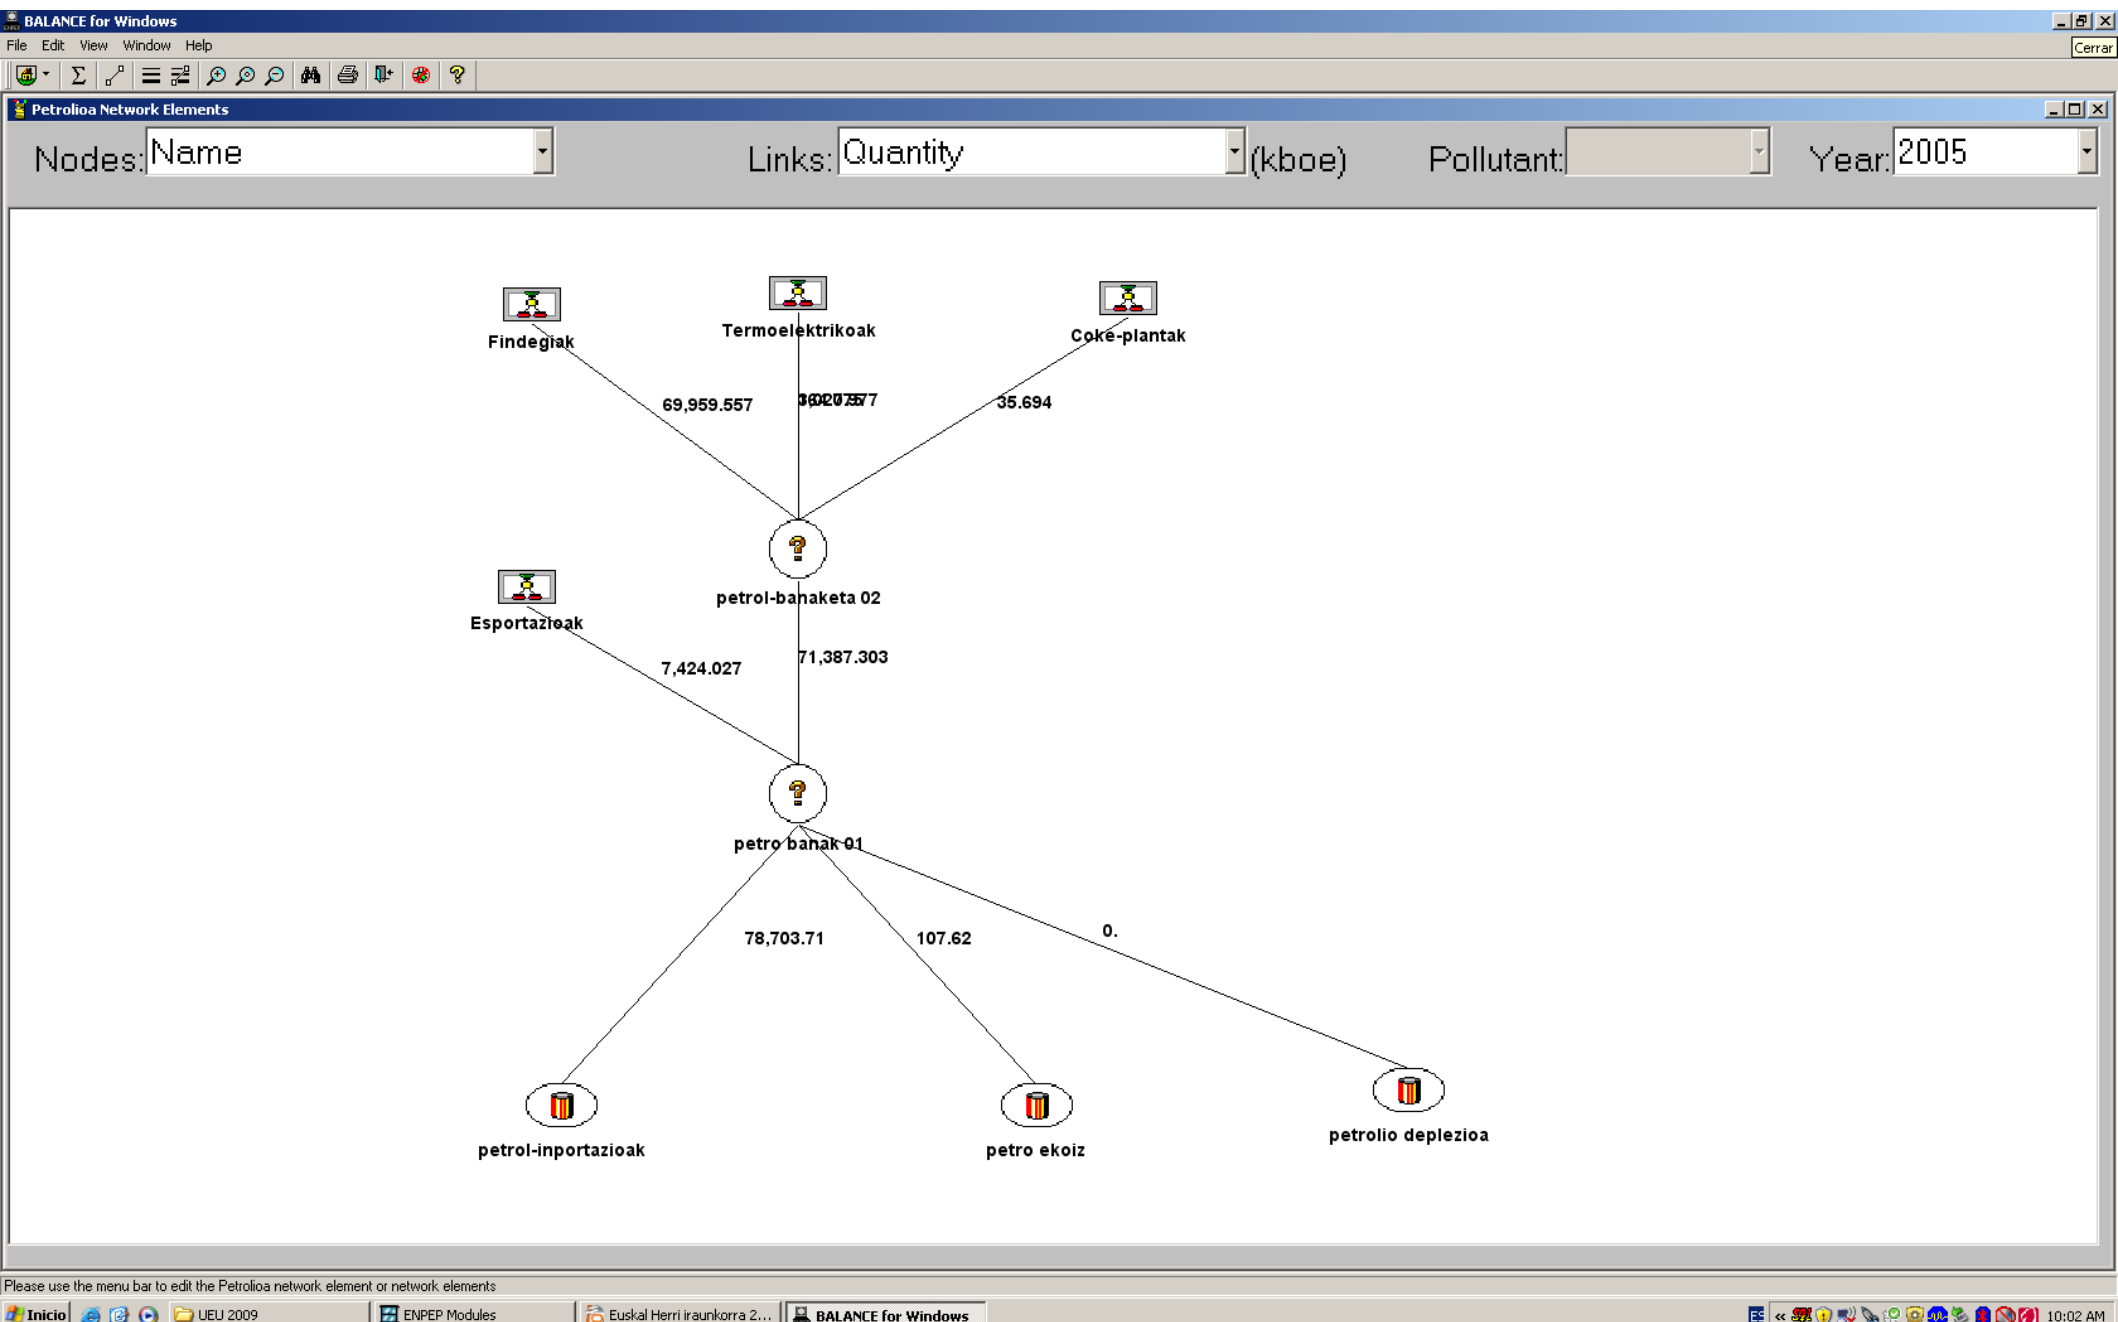 BALANCE for Windows
File Edit View Window Help
Cerrar
Petrolioa Network Elements
Nodes: Name Links: Quantity (kboe) Pollutant: Year: 2005
Findegiak
Termoelektrikoak
Coke-plantak
69,959.557
35.694
petrol-banaketa 02
Esportazioak
7,424.027
71,387.303
petro banak 01
78,703.71
107.62
0.
petrol-inportazioak
petro ekoiz
petrolio deplezioa
Please use the menu bar to edit the Petrolioa network element or network elements
Inicio UEU 2009 ENPEP Modules Euskal Herri iraunkorra 2... BALANCE for Windows ES « 10:02 AM